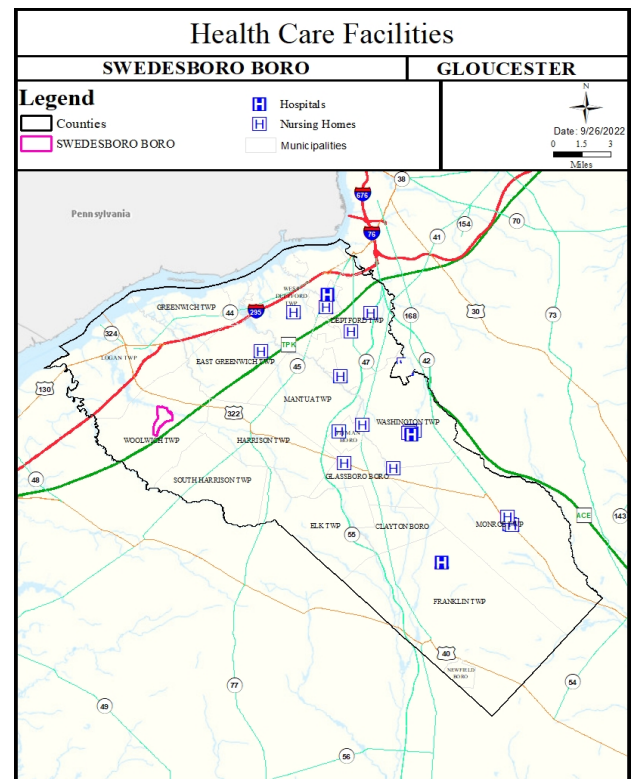 Health Care Facilities
SWEDESBORO BORO
GLOUCESTER
Legend
Counties
SWEDESBORO BORO
H Hospitals
H Nursing Homes
Municipalities
N
Date: 9/26/2022
0 1.5 3
Miles
Pennsylvania
38
676
76
41
154
70
WEST
DEPTFORD
TWP
GREENWICH TWP
44
295
DEPTFORD TWP
168
30
73
324
LOGAN TWP
EAST GREENWICH TWP
TPK
45
47
42
130
MANTUA TWP
322
WOOLWICH TWP
HARRISON TWP
WASHINGTON TWP
BORO
48
SOUTH HARRISON TWP
GLASSBORO BORO
ELK TWP
55
CLAYTON BORO
MONROE TWP
ACE
143
FRANKLIN TWP
40
NEWFIELD
BORO
54
77
49
56